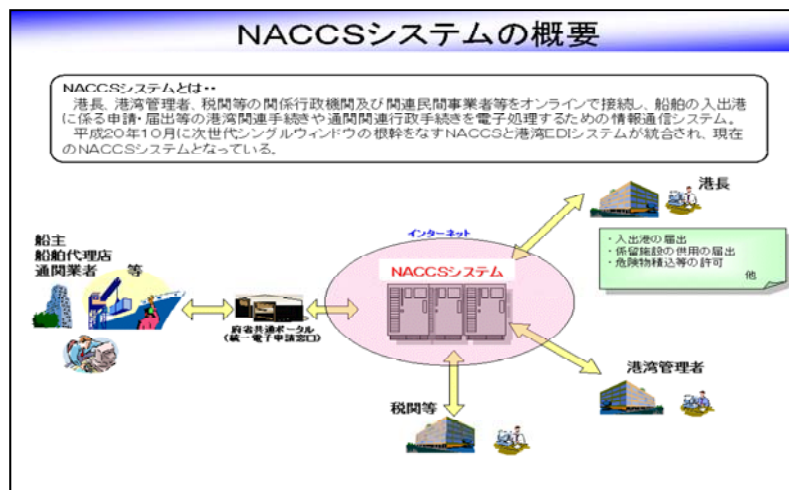 NACCSシステムの概要
NACCSシステムとは・・
港長、港湾管理者、税関等の関係行政機関及び関連民間事業者等をオンラインで接続し、船舶の入出港
に係る申請・届出等の港湾関連手続きや通関関連行政手続きを電子処理するための情報通信システム。
平成20年10月に次世代シングルウィンドウの根幹をなすNACCSと港湾EDIシステムが統合され、現在
のNACCSシステムとなっている。
港長
・入出港の届出
・係留施設の供用の届出
・危険物積込等の許可
他
インターネット
NACCSシステム
船主
船舶代理店
通関業者　等
府省共通ポータル
(統一電子申請窓口)
港湾管理者
税関等